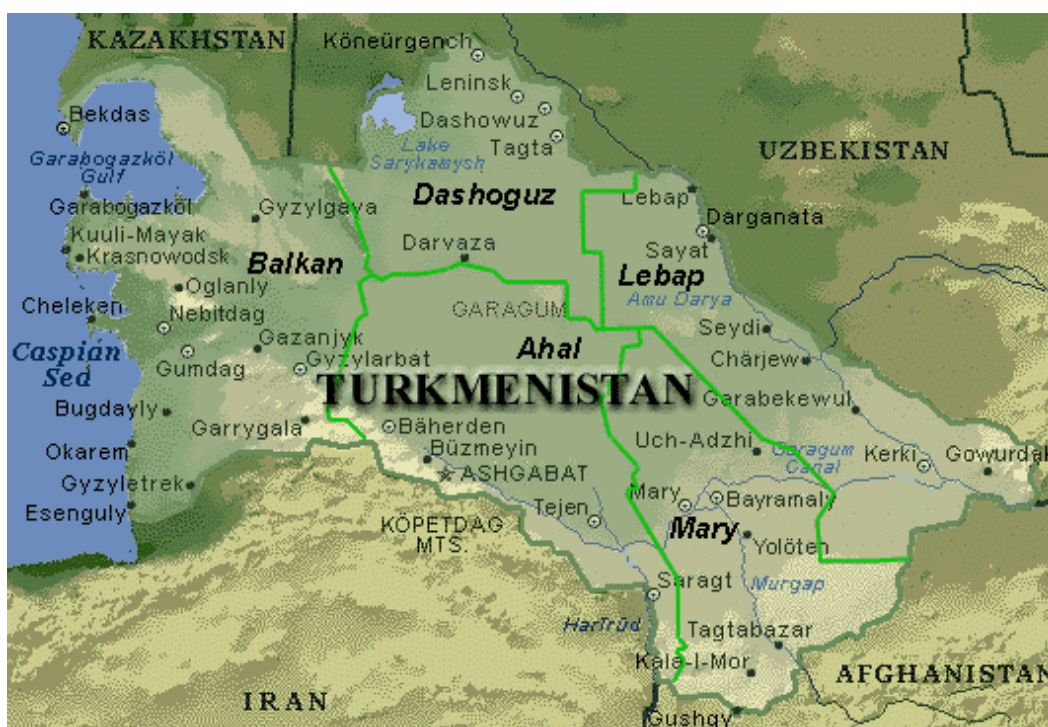 KAZAKHSTAN
Köneürgench
Leninsk
Bekdas
Dashowuz
Lake
Sarykamysh
Tagta
UZBEKISTAN
Garabogazköl
Gulf
Dashoguz
Lebap
Garabogazköl
Gyzylgava
Darganata
Kuuli-Mayak
Darvaza
Sayat
Krasnowodsk
Balkan
Lebap
Oglanly
Amu Darya
Cheleken
Nebitdag
GARAGUM
Seydi
Gazanjyk
Ahal
Caspian
Sea
Gumdag
Gyzylarbat
Chärjew
TURKMENISTAN
Garabekewul
Bugdayly
Garrygala
Bäherden
Okarem
Büzmeyin
Uch-Adzhi
Garagum
Canal
Kerki
Gowurdak
ASHGABAT
Gyzyletrek
Mary
Bayramaly
Esenguly
Tejen
KÖPETDAG
MTS.
Mary
Yolöten
Saragt
Murgap
HarTrūd
Tagtabazar
Kala-I-Mor
AFGHANISTAN
IRAN
Gushgy